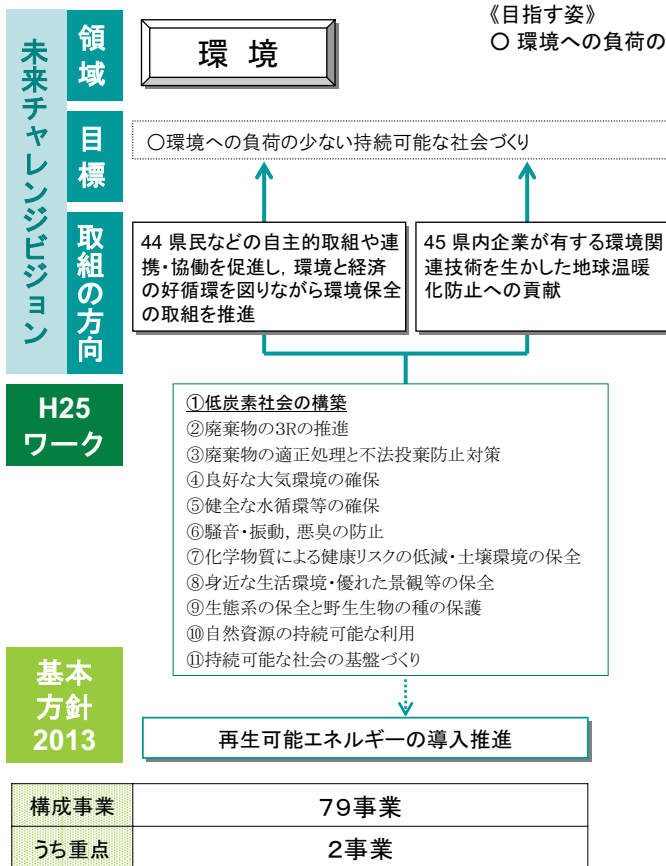 未来チャレンジビジョン
領域
環 境
《目指す姿》
〇 環境への負荷の
目標
〇環境への負荷の少ない持続可能な社会づくり
取組の方向
44 県民などの自主的取組や連
携・協働を促進し，環境と経済
の好循環を図りながら環境保全
の取組を推進
45 県内企業が有する環境関
連技術を生かした地球温暖
化防止への貢献
H25
ワーク
①低炭素社会の構築
②廃棄物の3Rの推進
③廃棄物の適正処理と不法投棄防止対策
④良好な大気環境の確保
⑤健全な水循環等の確保
⑥騒音・振動，悪臭の防止
⑦化学物質による健康リスクの低減・土壌環境の保全
⑧身近な生活環境・優れた景観等の保全
⑨生態系の保全と野生生物の種の保護
⑩自然資源の持続可能な利用
⑪持続可能な社会の基盤づくり
基本
方針
2013
再生可能エネルギーの導入推進
構成事業 79事業
うち重点 2事業